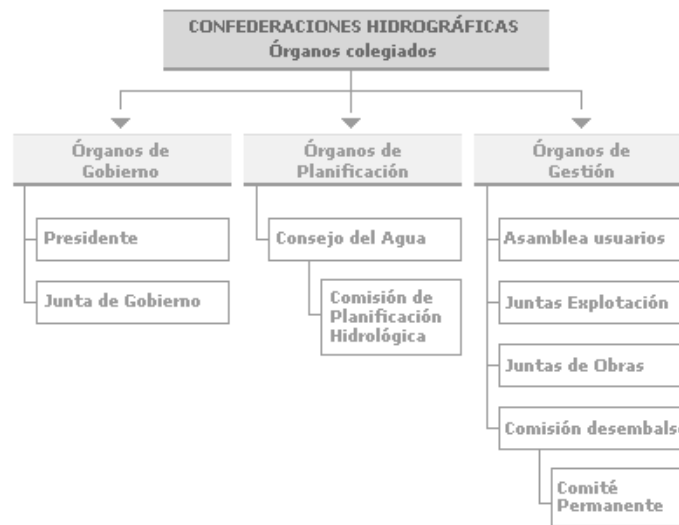 CONFEDERACIONES HIDROGRÁFICAS
Órganos colegiados
Órganos de
Gobierno
Presidente
Junta de Gobierno
Órganos de
Planificación
Consejo del Agua
Comisión de
Planificación
Hidrológica
Órganos de
Gestión
Asamblea usuarios
Juntas Explotación
Juntas de Obras
Comisión desembals
Comité
Permanente